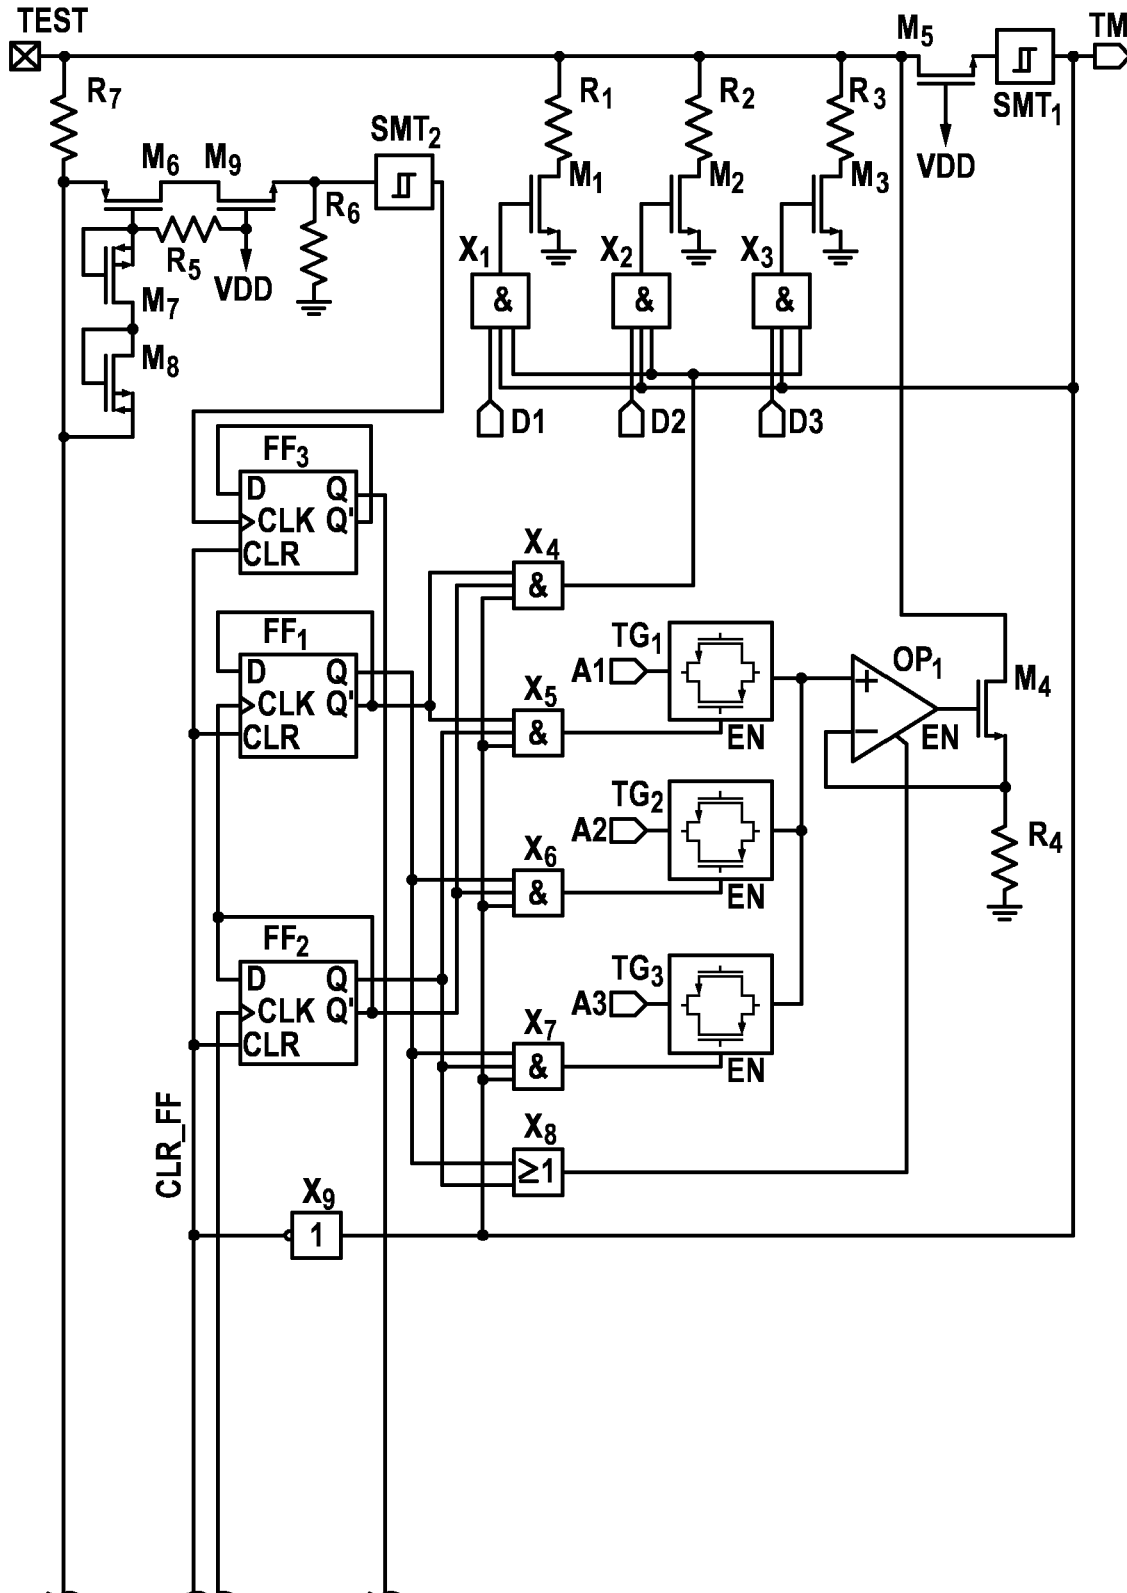 TEST
M5
TM
R7
R1
R2
R3
SMT1
SMT2
VDD
M6
M9
M1
M2
M3
R6
R5
VDD
X1
X2
X3
M7
&
&
&
M8
D1
D2
D3
FF3
D
Q
CLK
Q'
CLR
X4
&
FF1
D
Q
CLK
Q'
CLR
TG1
A1
EN
X5
&
OP1
+
−
EN
M4
TG2
A2
EN
X6
&
R4
FF2
D
Q
CLK
Q'
CLR
TG3
A3
EN
X7
&
X8
≥1
CLR_FF
X9
1